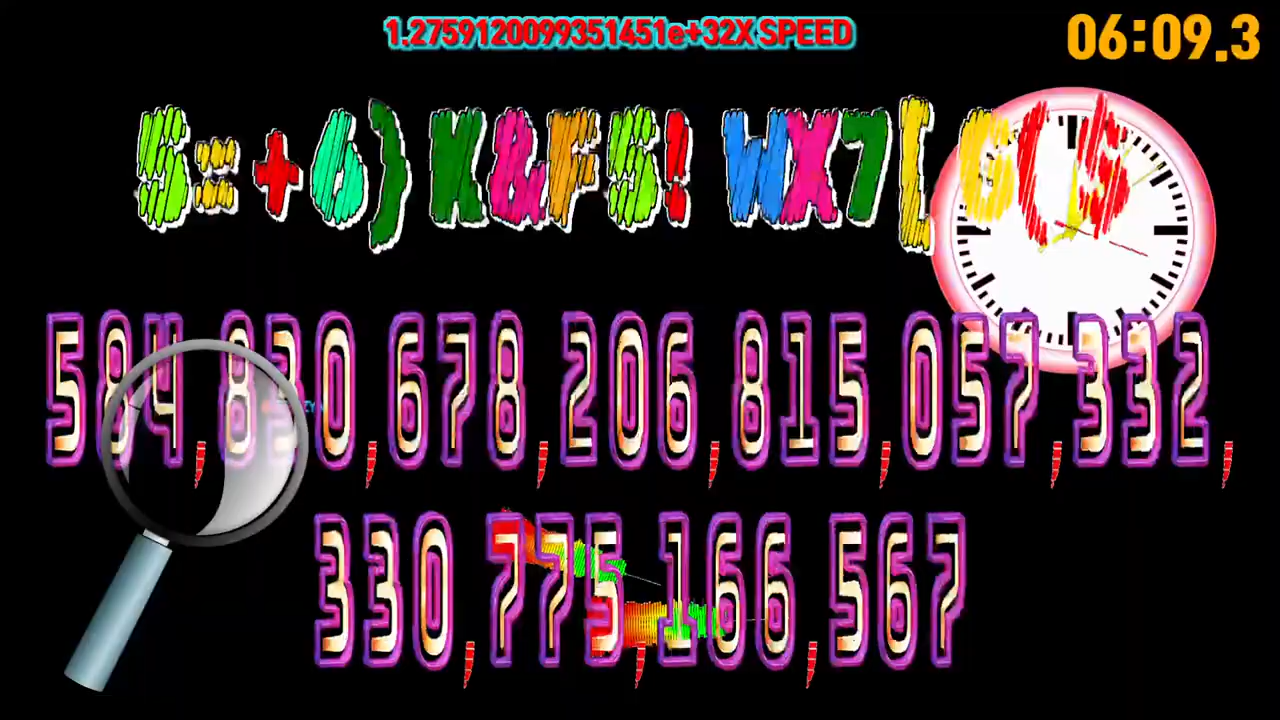 1.2759120099351451e+32X SPEED
06:09.3
S=+6) K&FS! WX7[G($
584,830,678,206,815,057,332,
330,775,166,567